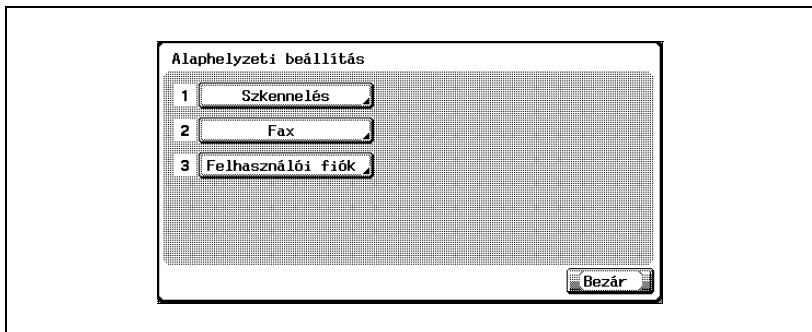 Alaphelyzeti beállítás
1 Szkennelés
2 Fax
3 Felhasználói fiók
Bezár